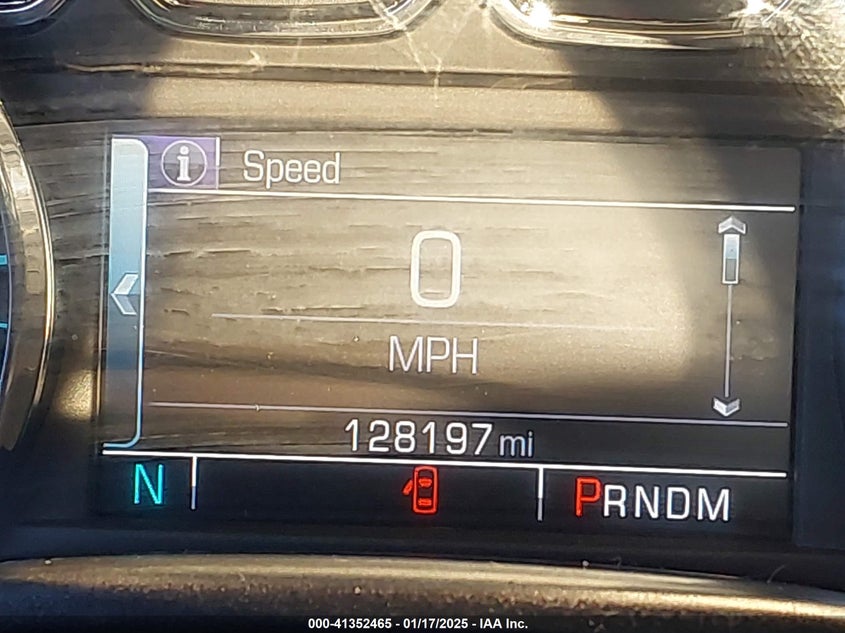 i Speed
0
MPH
128197 mi
N PRNDM
000-41352465 - 01/17/2025 - IAA Inc.